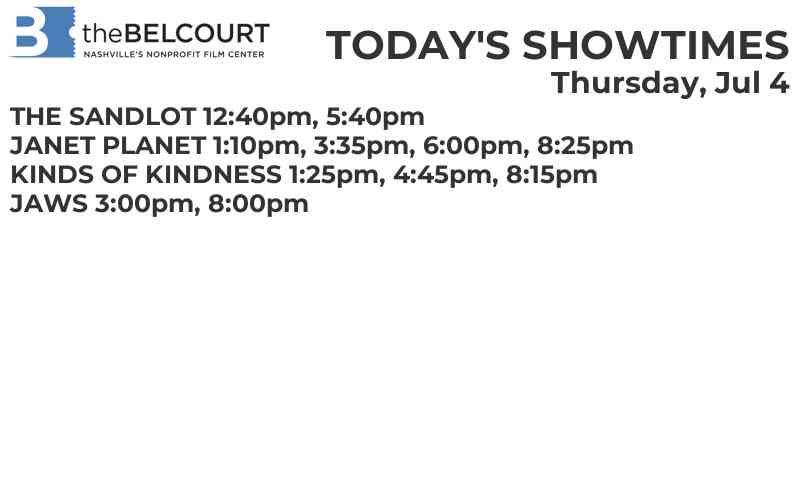 B theBELCOURT
NASHVILLE'S NONPROFIT FILM CENTER
TODAY'S SHOWTIMES
Thursday, Jul 4
THE SANDLOT 12:40pm, 5:40pm
JANET PLANET 1:10pm, 3:35pm, 6:00pm, 8:25pm
KINDS OF KINDNESS 1:25pm, 4:45pm, 8:15pm
JAWS 3:00pm, 8:00pm